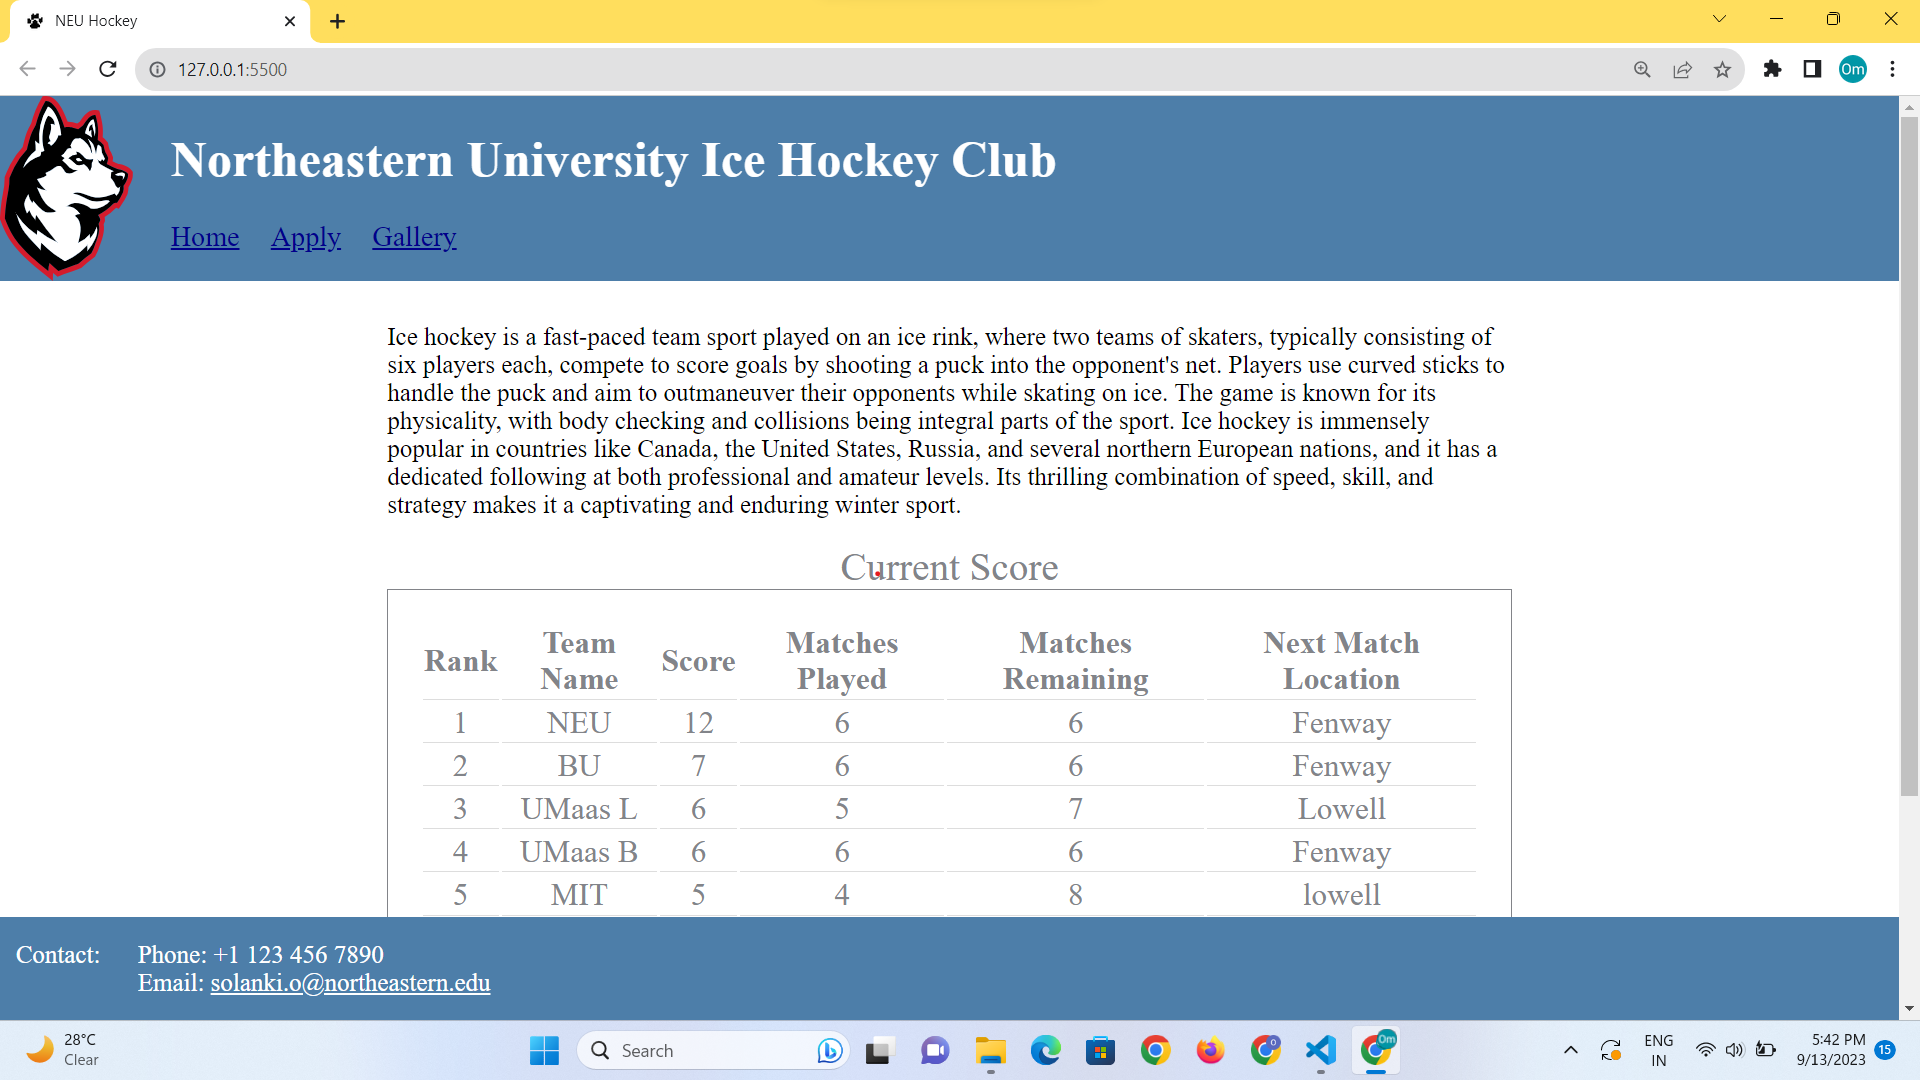 NEU Hockey
127.0.0.1:5500
Om
Northeastern University Ice Hockey Club
Home Apply Gallery
Ice hockey is a fast-paced team sport played on an ice rink, where two teams of skaters, typically consisting of
six players each, compete to score goals by shooting a puck into the opponent's net. Players use curved sticks to
handle the puck and aim to outmaneuver their opponents while skating on ice. The game is known for its
physicality, with body checking and collisions being integral parts of the sport. Ice hockey is immensely
popular in countries like Canada, the United States, Russia, and several northern European nations, and it has a
dedicated following at both professional and amateur levels. Its thrilling combination of speed, skill, and
strategy makes it a captivating and enduring winter sport.
Current Score
Rank Team Name Score Matches Played Matches Remaining Next Match Location
1 NEU 12 6 6 Fenway
2 BU 7 6 6 Fenway
3 UMaas L 6 5 7 Lowell
4 UMaas B 6 6 6 Fenway
5 MIT 5 4 8 lowell
Contact: Phone: +1 123 456 7890
Email: solanki.o@northeastern.edu
28°C
Clear
Search
O
Om
ENG
IN
5:42 PM
9/13/2023
15